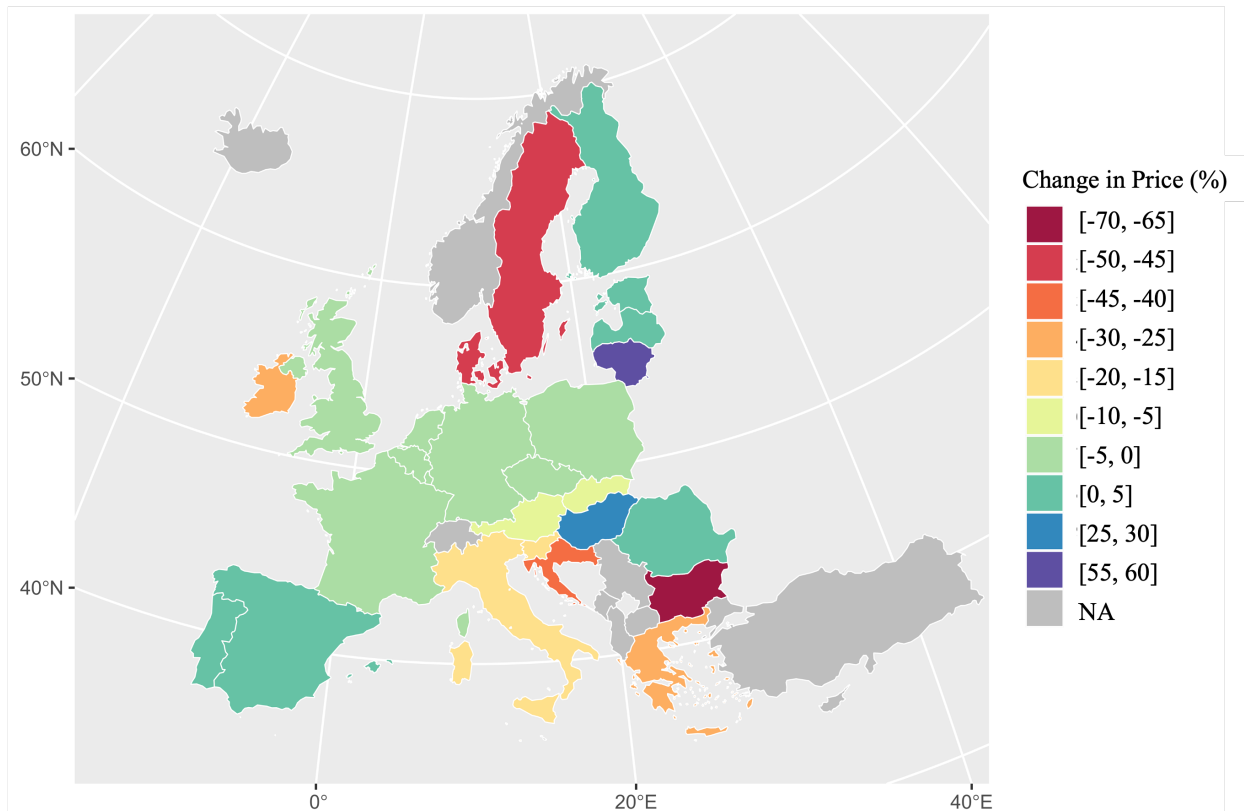 60°N
50°N
40°N
0°
20°E
40°E
Change in Price (%)
[-70, -65]
[-50, -45]
[-45, -40]
[-30, -25]
[-20, -15]
[-10, -5]
[-5, 0]
[0, 5]
[25, 30]
[55, 60]
NA